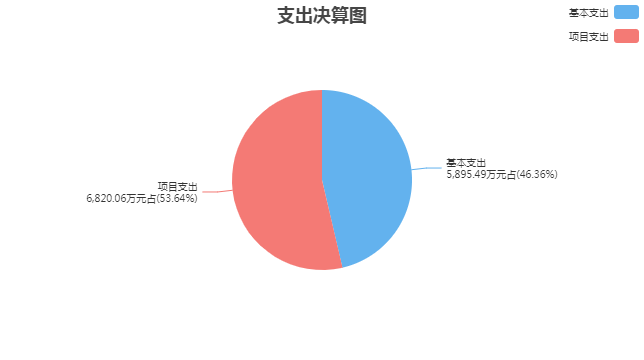 支出决算图
基本支出
项目支出
基本支出
5,895.49万元占(46.36%)
项目支出
6,820.06万元占(53.64%)